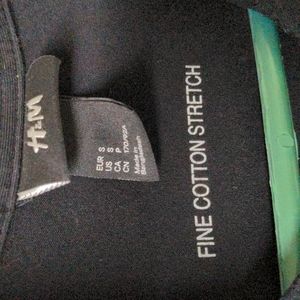 H&M
EUR S
US S
CA P
CN 170/92A
Made in
Bangladesh
FINE COTTON STRETCH